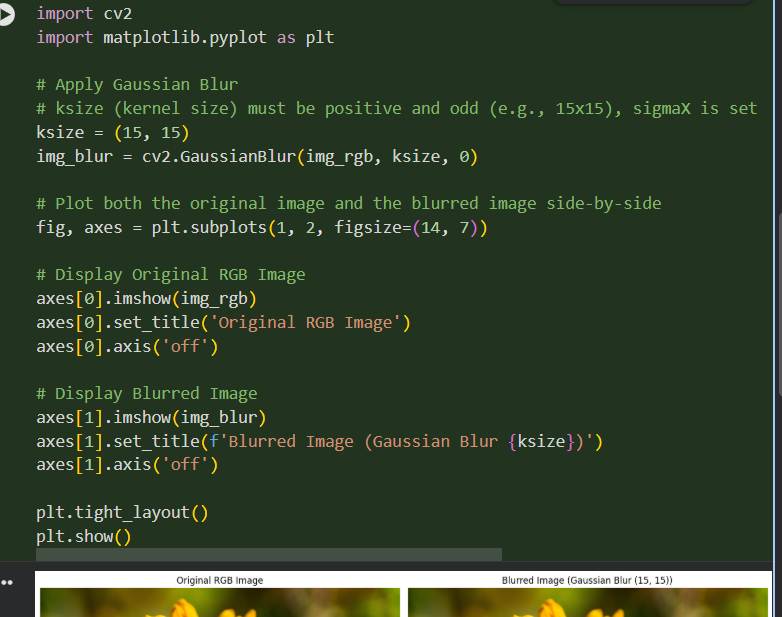 import cv2
import matplotlib.pyplot as plt
# Apply Gaussian Blur
# ksize (kernel size) must be positive and odd (e.g., 15x15), sigmaX is set
ksize = (15, 15)
img_blur = cv2.GaussianBlur(img_rgb, ksize, 0)
# Plot both the original image and the blurred image side-by-side
fig, axes = plt.subplots(1, 2, figsize=(14, 7))
# Display Original RGB Image
axes[0].imshow(img_rgb)
axes[0].set_title('Original RGB Image')
axes[0].axis('off')
# Display Blurred Image
axes[1].imshow(img_blur)
axes[1].set_title(f'Blurred Image (Gaussian Blur {ksize})')
axes[1].axis('off')
plt.tight_layout()
plt.show()
Original RGB Image
Blurred Image (Gaussian Blur (15, 15))